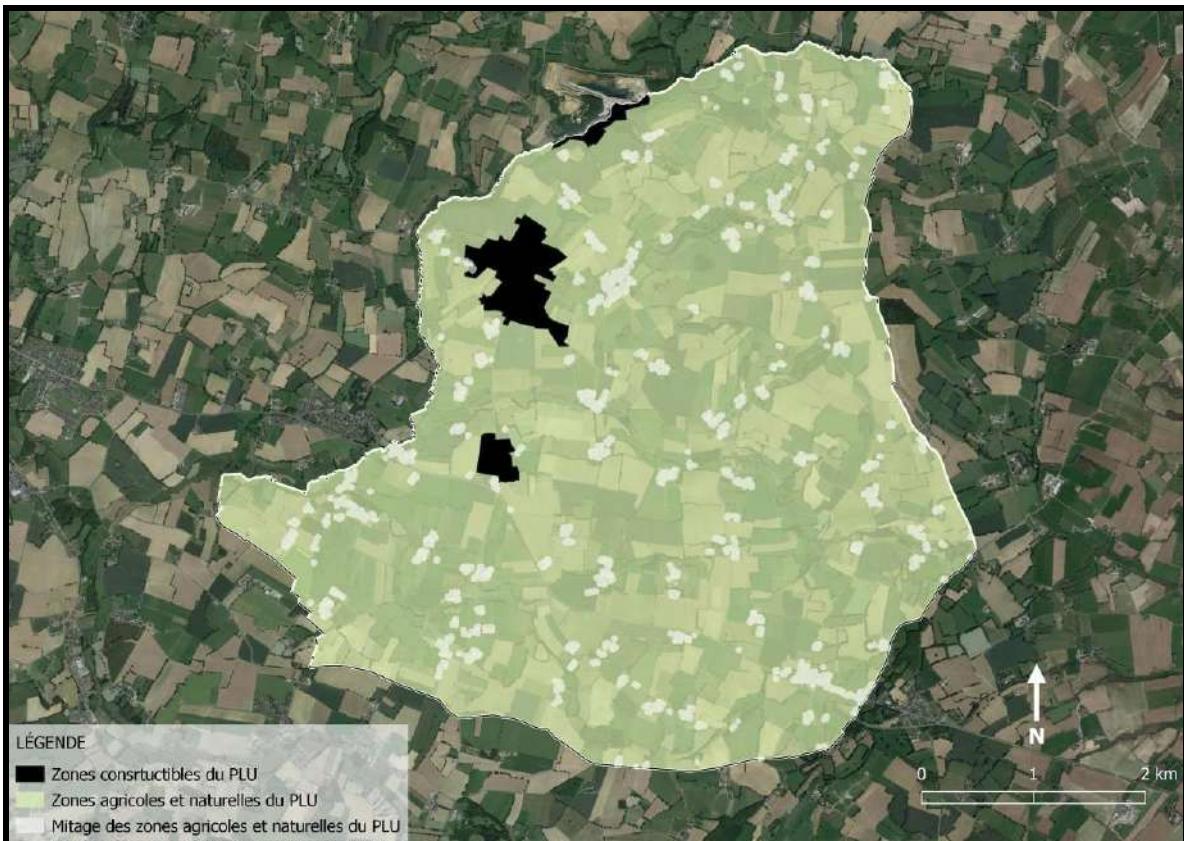 N
0 1 2 km
LÉGENDE
Zones consrtuctibles du PLU
Zones agricoles et naturelles du PLU
Mitage des zones agricoles et naturelles du PLU